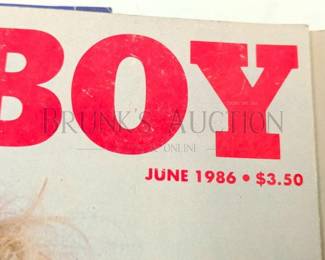 BOY
BRUNK'S AUCTION
ONLINE
JUNE 1986 • $3.50